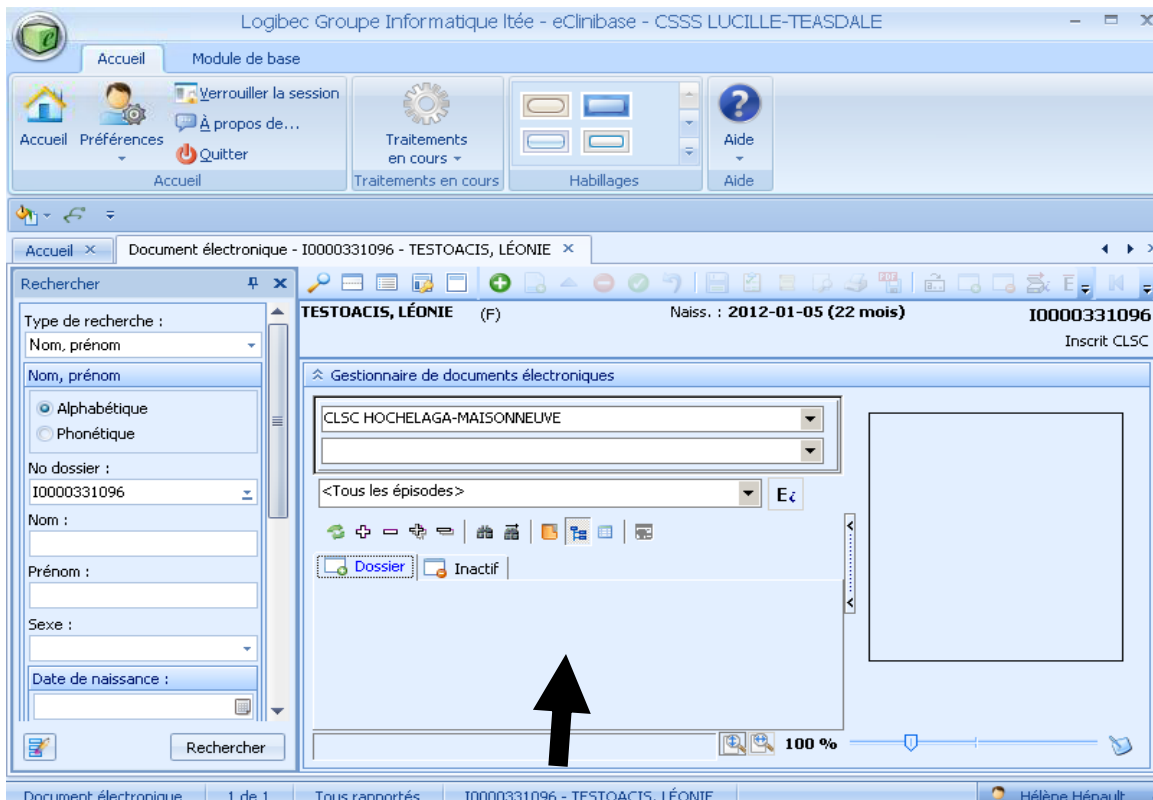 Logibec Groupe Informatique ltée - eClinibase - CSSS LUCILLE-TEASDALE
Accueil
Module de base
Verrouiller la session
À propos de...
Accueil
Préférences
Quitter
Traitements
en cours
Aide
Accueil
Traitements en cours
Habillages
Aide
Accueil
Document électronique - I0000331096 - TESTOACIS, LÉONIE
Rechercher
Type de recherche :
Nom, prénom
Nom, prénom
Alphabétique
Phonétique
No dossier :
I0000331096
Nom :
Prénom :
Sexe :
Date de naissance :
Rechercher
TESTOACIS, LÉONIE (F) Naiss. : 2012-01-05 (22 mois) I0000331096
Inscrit CLSC
Gestionnaire de documents électroniques
CLSC HOCHELAGA-MAISONNEUVE
<Tous les épisodes>
Dossier
Inactif
100 %
Document électronique
1 de 1
Tous rapportés
I0000331096 - TESTOACIS, LÉONIE
Hélène Hénault